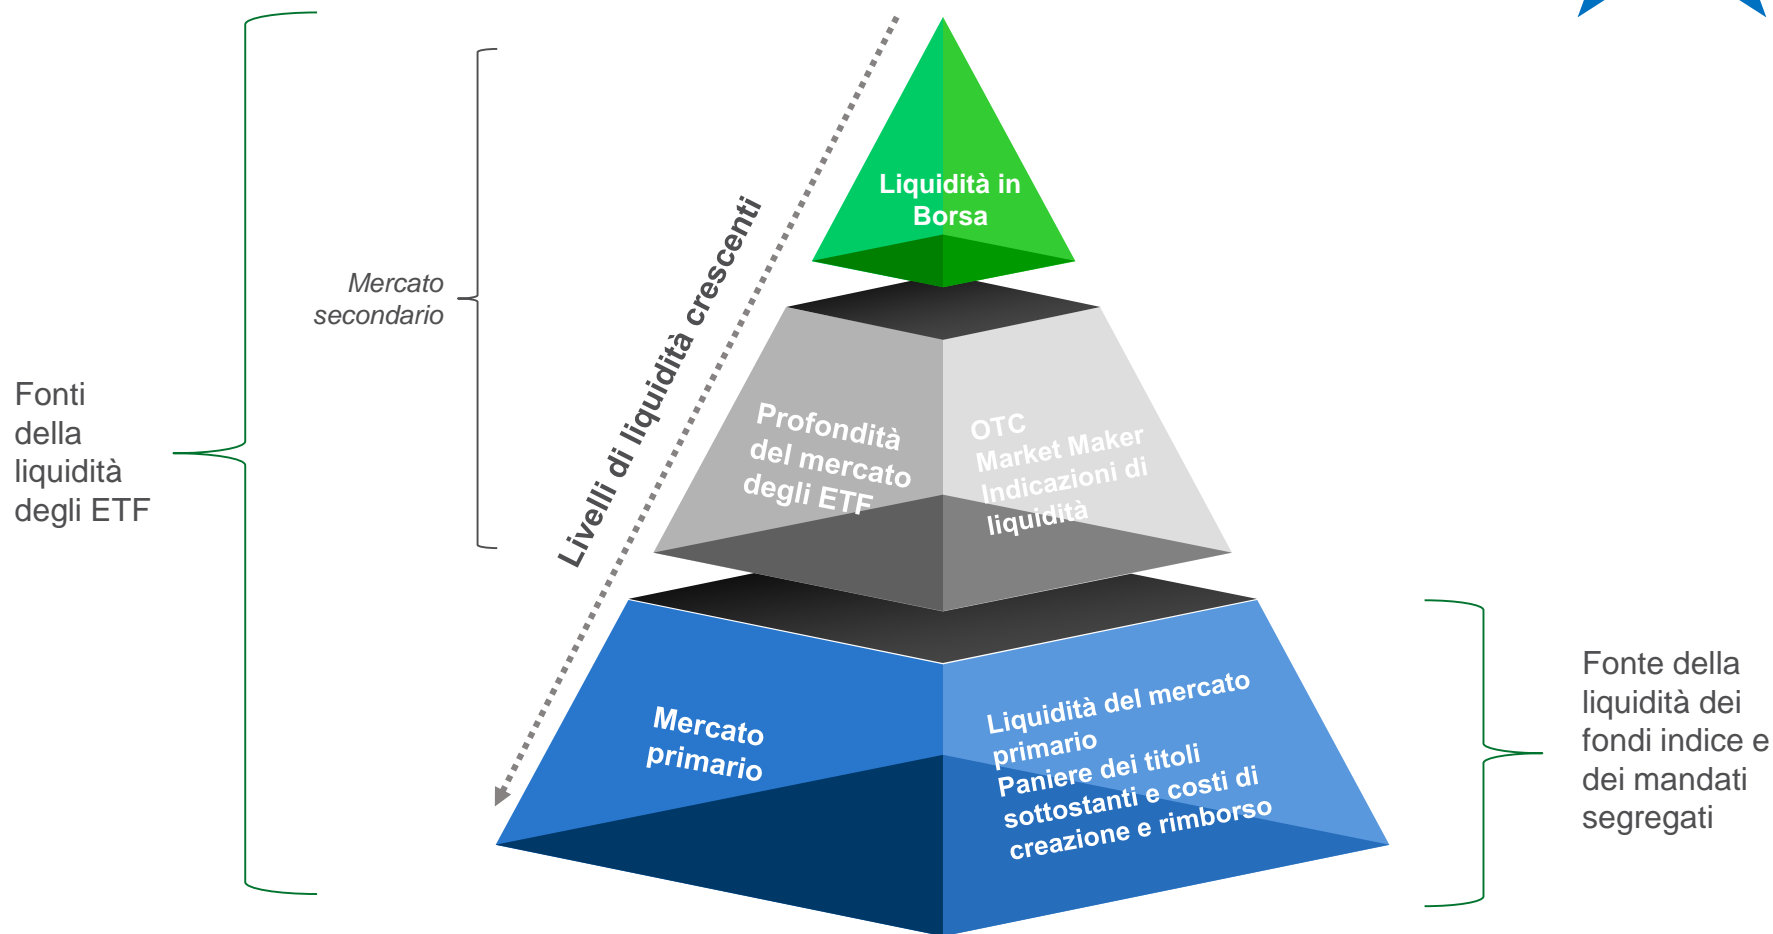 Liquidità in
Borsa
Livelli di liquidità crescenti
Mercato
secondario
Fonti
della
liquidità
degli ETF
Profondità
del mercato
degli ETF
OTC
Market Maker
Indicazioni di
liquidità
Mercato
primario
Liquidità del mercato
primario
Paniere dei titoli
sottostanti e costi di
creazione e rimborso
Fonte della
liquidità dei
fondi indice e
dei mandati
segregati